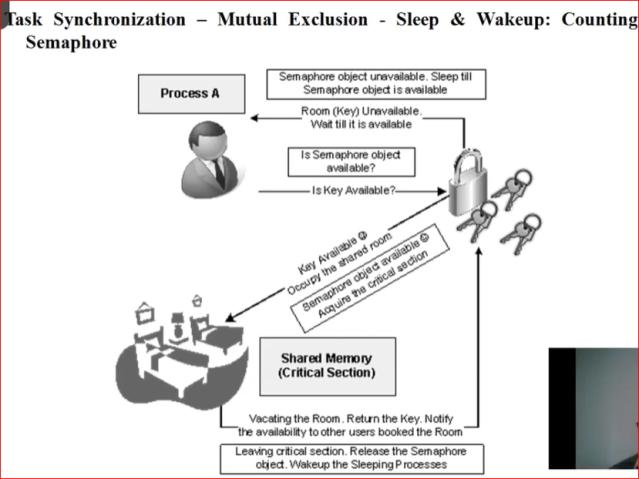 Task Synchronization – Mutual Exclusion - Sleep & Wakeup: Counting
Semaphore
Process A
Semaphore object unavailable. Sleep till
Semaphore object is available
Room (Key) Unavailable.
Wait till it is available
Is Semaphore object
available?
Is Key Available?
Key Available ☺
Occupy the shared room
Semaphore object available ☺
Acquire the critical section
Shared Memory
(Critical Section)
Vacating the Room. Return the Key. Notify
the availability to other users booked the Room
Leaving critical section. Release the Semaphore
object. Wakeup the Sleeping Processes